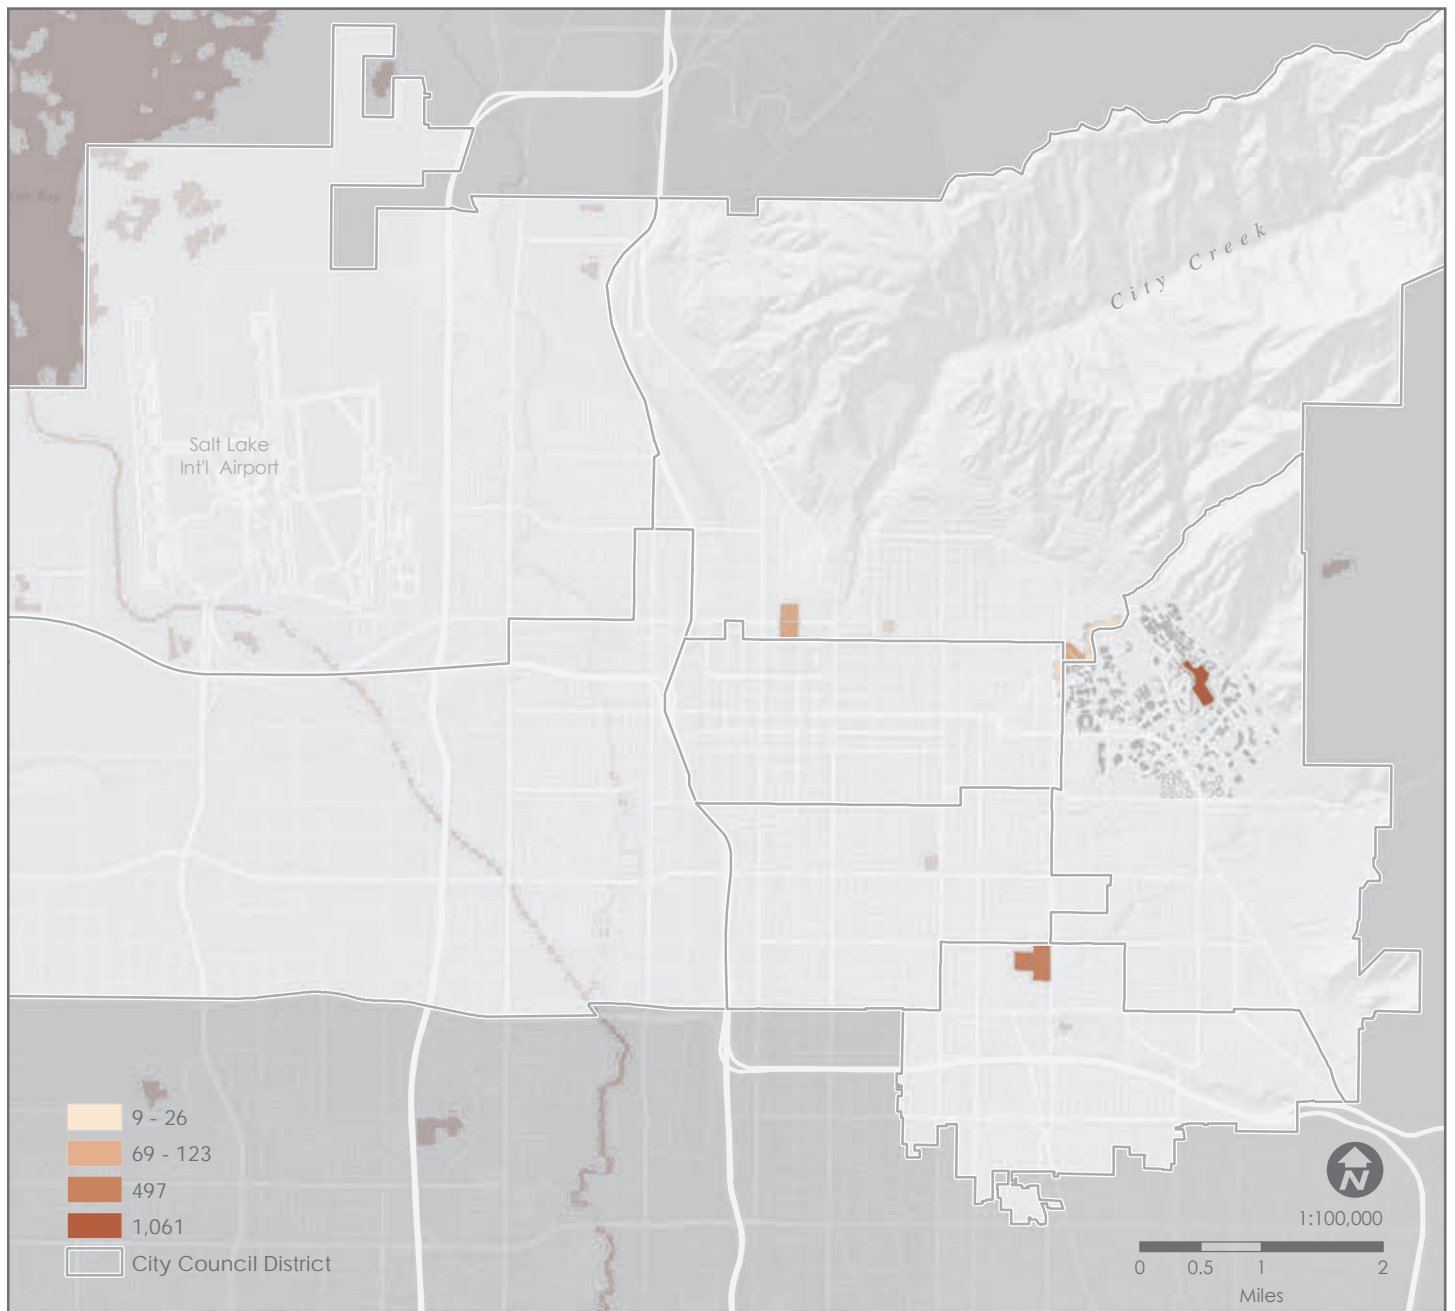 City Creek
Salt Lake
Int'l Airport
9 - 26
69 - 123
497
1,061
City Council District
N
1:100,000
0 0.5 1 2
Miles